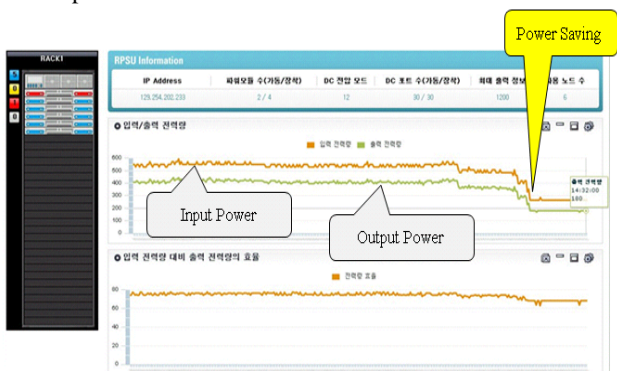 Power Saving
RACK1
RPSU Information
IP Address 파워모듈 수(가동/장착) DC 전압 모드 DC 포트 수(가동/장착) 최대 출력 정보 노드 수
129.254.202.233 2 / 4 12 30 / 30 1200 6
입력/출력 전력량
입력 전력량 출력 전력량
600
500
400
300
200
100
0
출력 전력량
14:32:00
180..
Input Power
Output Power
입력 전력량 대비 출력 전력량의 효율
전력량 효율
80
60
40
20
0